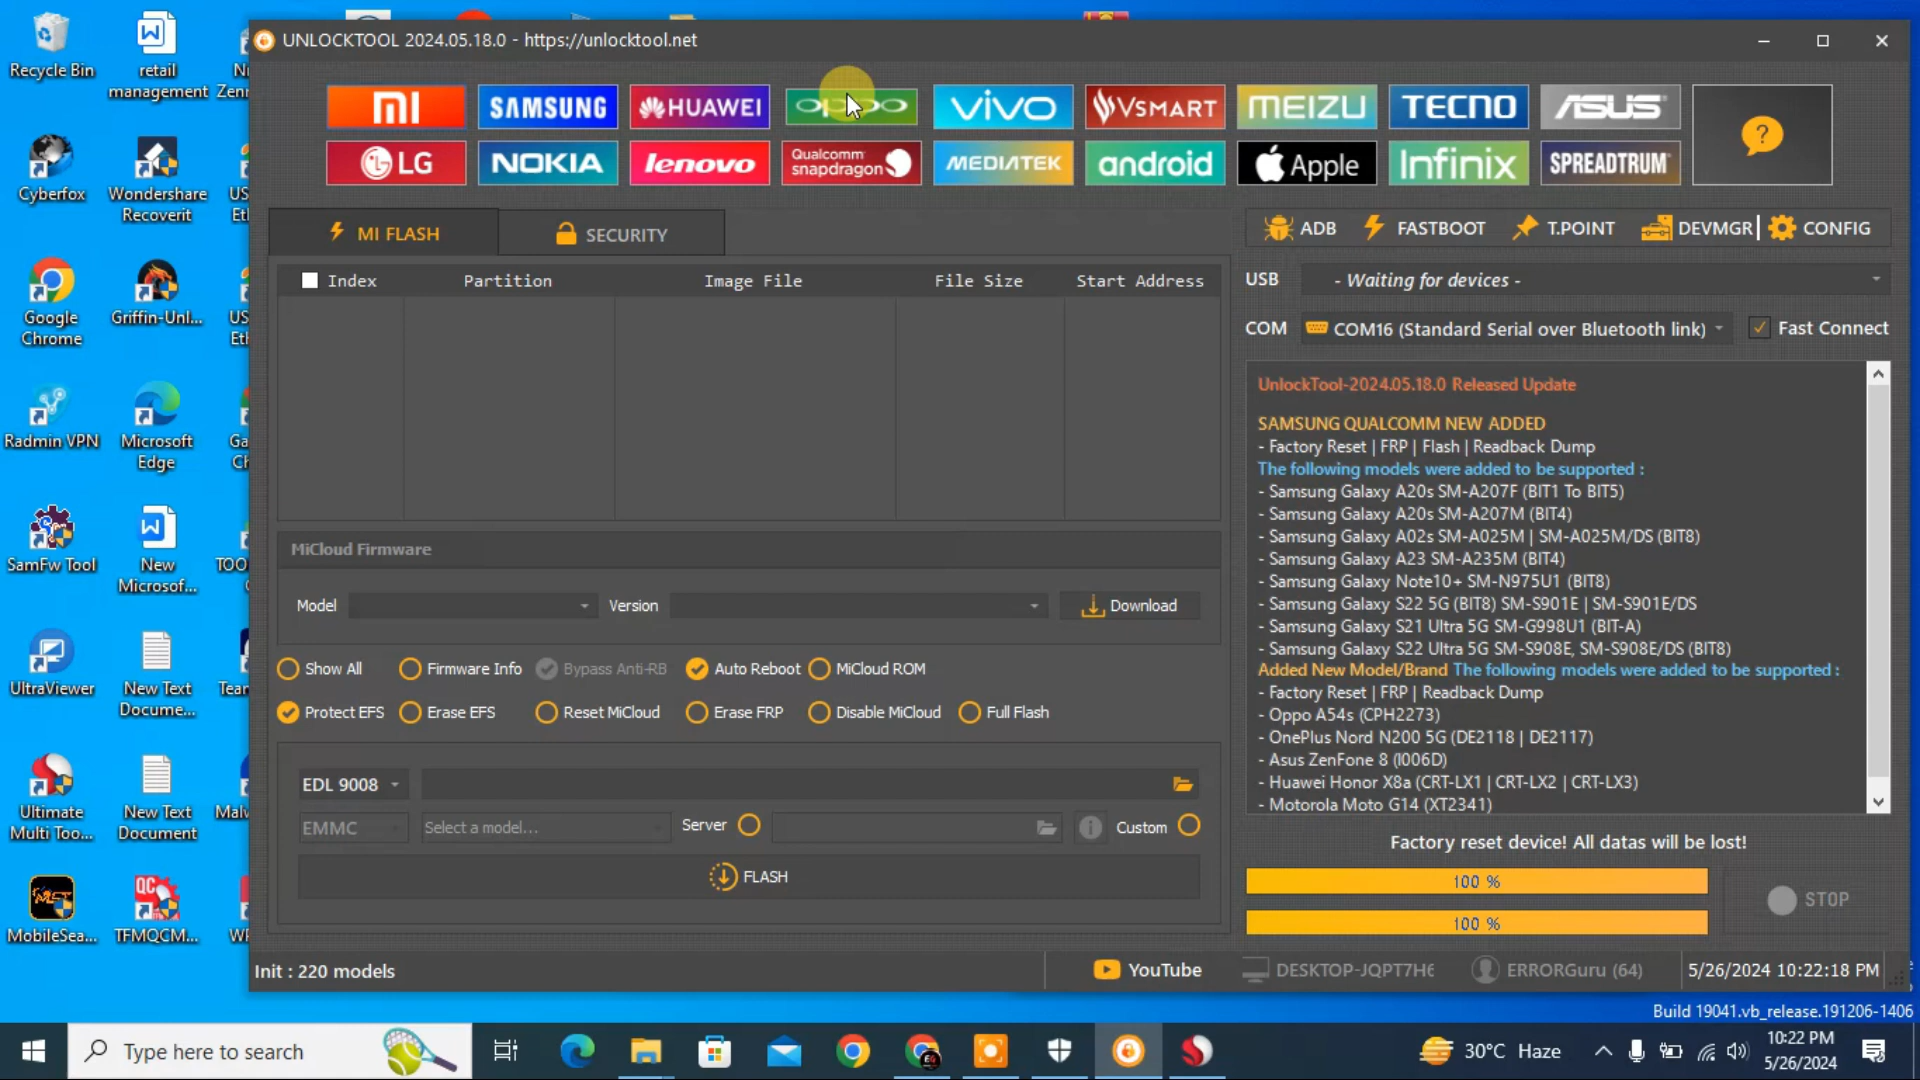 UNLOCKTOOL 2024.05.18.0 - https://unlocktool.net
Recycle Bin
retail management
Cyberfox
Wondershare Recoverit
Google Chrome
Griffin-Unl...
Radmin VPN
Microsoft Edge
SamFw Tool
New Microsof...
UltraViewer
New Text Docume...
Ultimate Multi Too...
New Text Document
MobileSea...
TFMQCM...
MI SAMSUNG HUAWEI oppo vivo VSMART MEIZU TECNO ASUS ?
LG NOKIA lenovo Qualcomm snapdragon MEDIATEK android Apple Infinix SPREADTRUM
MI FLASH SECURITY
ADB FASTBOOT T.POINT DEVMGR CONFIG
Index Partition Image File File Size Start Address
USB - Waiting for devices -
COM COM16 (Standard Serial over Bluetooth link) Fast Connect
UnlockTool-2024.05.18.0 Released Update
SAMSUNG QUALCOMM NEW ADDED
- Factory Reset | FRP | Flash | Readback Dump
The following models were added to be supported :
- Samsung Galaxy A20s SM-A207F (BIT1 To BIT5)
- Samsung Galaxy A20s SM-A207M (BIT4)
- Samsung Galaxy A02s SM-A025M | SM-A025M/DS (BIT8)
- Samsung Galaxy A23 SM-A235M (BIT4)
- Samsung Galaxy Note10+ SM-N975U1 (BIT8)
- Samsung Galaxy S22 5G (BIT8) SM-S901E | SM-S901E/DS
- Samsung Galaxy S21 Ultra 5G SM-G998U1 (BIT-A)
- Samsung Galaxy S22 Ultra 5G SM-S908E, SM-S908E/DS (BIT8)
Added New Model/Brand The following models were added to be supported :
- Factory Reset | FRP | Readback Dump
- Oppo A54s (CPH2273)
- OnePlus Nord N200 5G (DE2118 | DE2117)
- Asus ZenFone 8 (I006D)
- Huawei Honor X8a (CRT-LX1 | CRT-LX2 | CRT-LX3)
- Motorola Moto G14 (XT2341)
MiCloud Firmware
Model Version Download
Show All Firmware Info Bypass Anti-RB Auto Reboot MiCloud ROM
Protect EFS Erase EFS Reset MiCloud Erase FRP Disable MiCloud Full Flash
EDL 9008
EMMC Select a model... Server Custom
FLASH
Factory reset device! All datas will be lost!
100 %
100 %
STOP
Init : 220 models
YouTube DESKTOP-JQPT7H6 ERRORGuru (64) 5/26/2024 10:22:18 PM
Build 19041.vb_release.191206-1406
Type here to search
30°C Haze
10:22 PM
5/26/2024